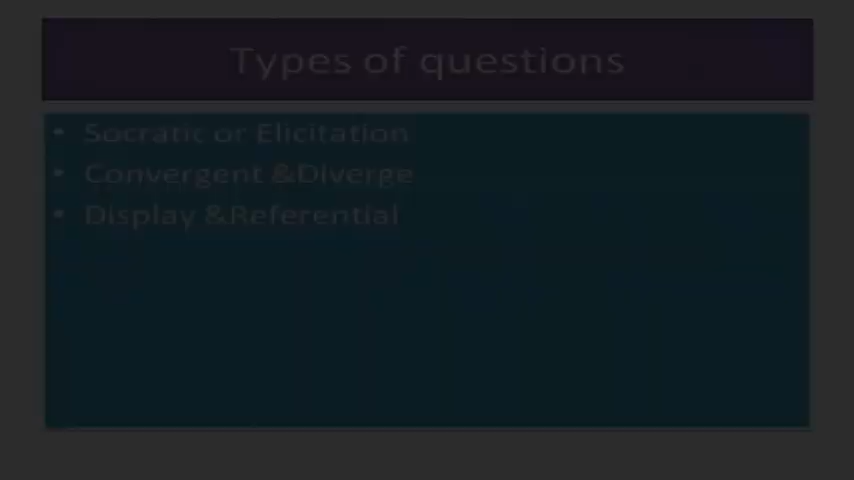 Types of questions
• Socratic or Elicitation
• Convergent &Diverge
• Display &Referential